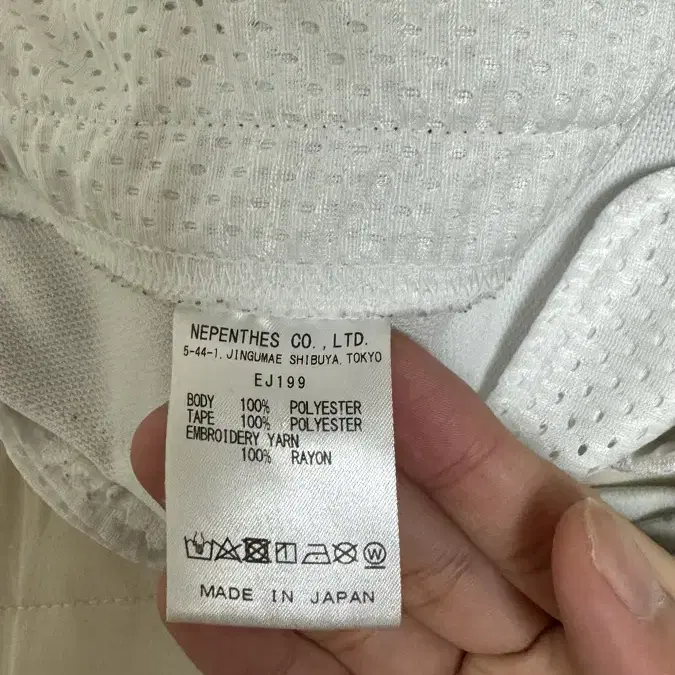 NEPENTHES CO.,LTD.
5-44-1, JINGUMAE SHIBUYA, TOKYO
EJ199
BODY 100% POLYESTER
TAPE 100% POLYESTER
EMBROIDERY YARN
100% RAYON
W
MADE IN JAPAN